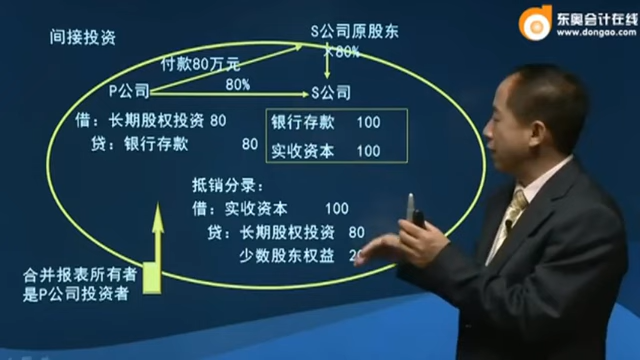 东奥会计在线
www.dongao.com
间接投资
S公司原股东
付款80万元
×80%
P公司
80%
S公司
借：长期股权投资 80
贷：银行存款 80
银行存款 100
实收资本 100
抵销分录：
借：实收资本 100
贷：长期股权投资 80
少数股东权益 2
合并报表所有者
是P公司投资者